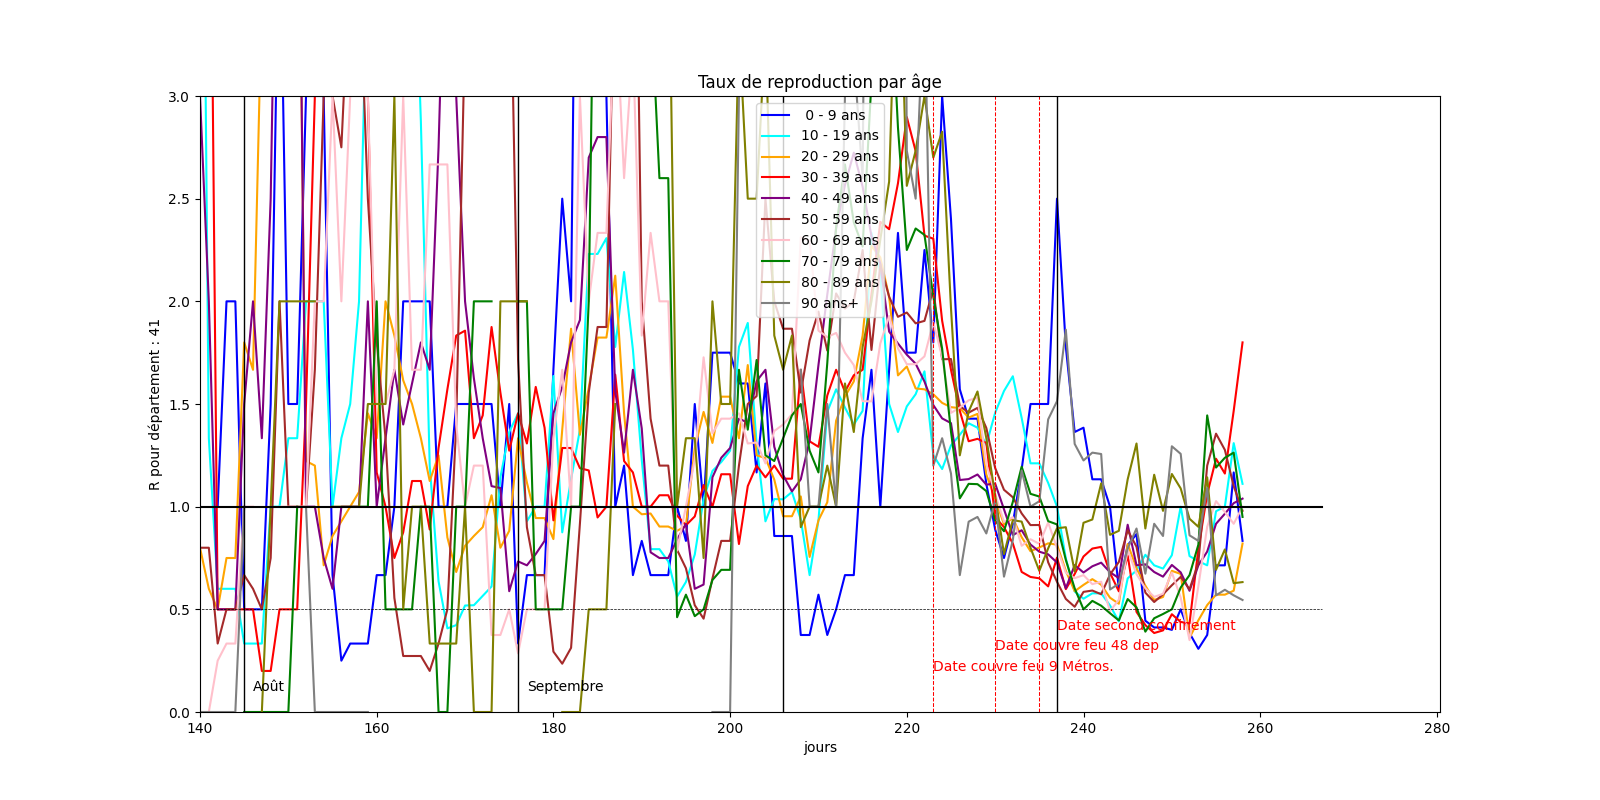 Taux de reproduction par âge
R pour département : 41
3.0
2.5
2.0
1.5
1.0
0.5
0.0
0 - 9 ans
10 - 19 ans
20 - 29 ans
30 - 39 ans
40 - 49 ans
50 - 59 ans
60 - 69 ans
70 - 79 ans
80 - 89 ans
90 ans+
Date second confinement
Date couvre feu 48 dep
Date couvre feu 9 Métros.
Août
Septembre
140 160 180 200 220 240 260 280
jours